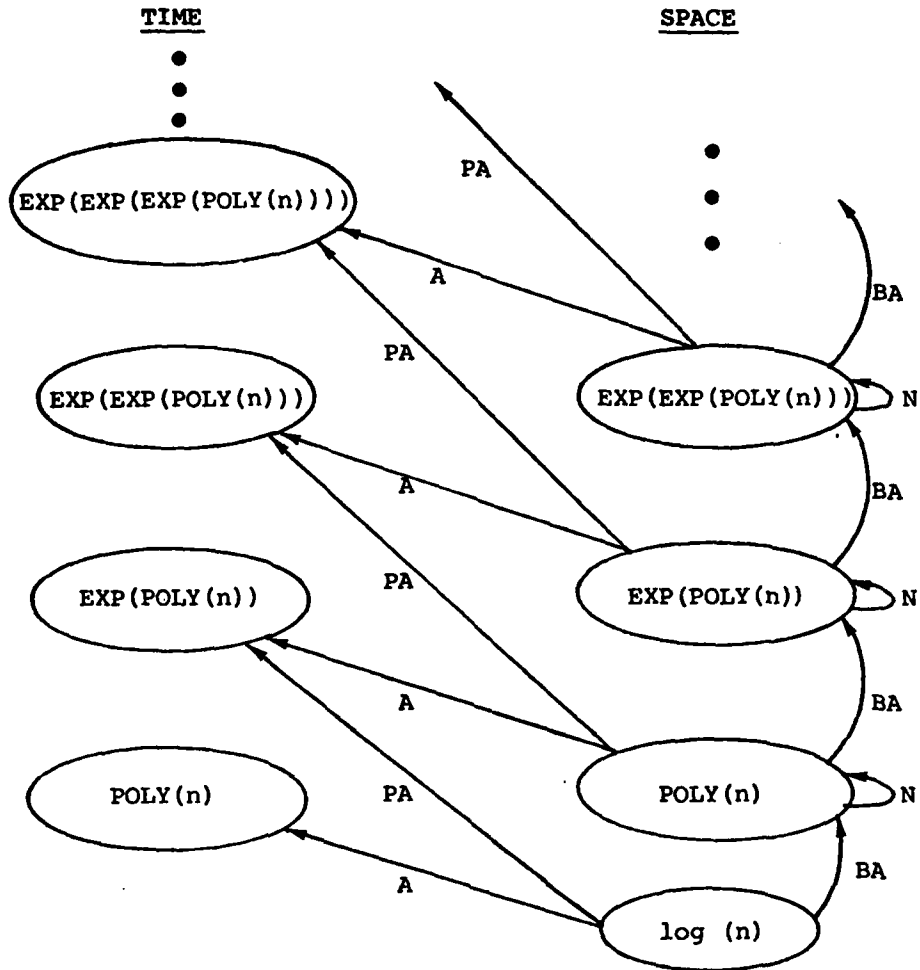 TIME SPACE
PA
EXP(EXP(EXP(POLY(n))))
A
BA
PA
EXP(EXP(POLY(n))) EXP(EXP(POLY(n))) N
A
BA
PA
EXP(POLY(n)) EXP(POLY(n)) N
A
BA
POLY(n) PA POLY(n) N
A
BA
log (n)